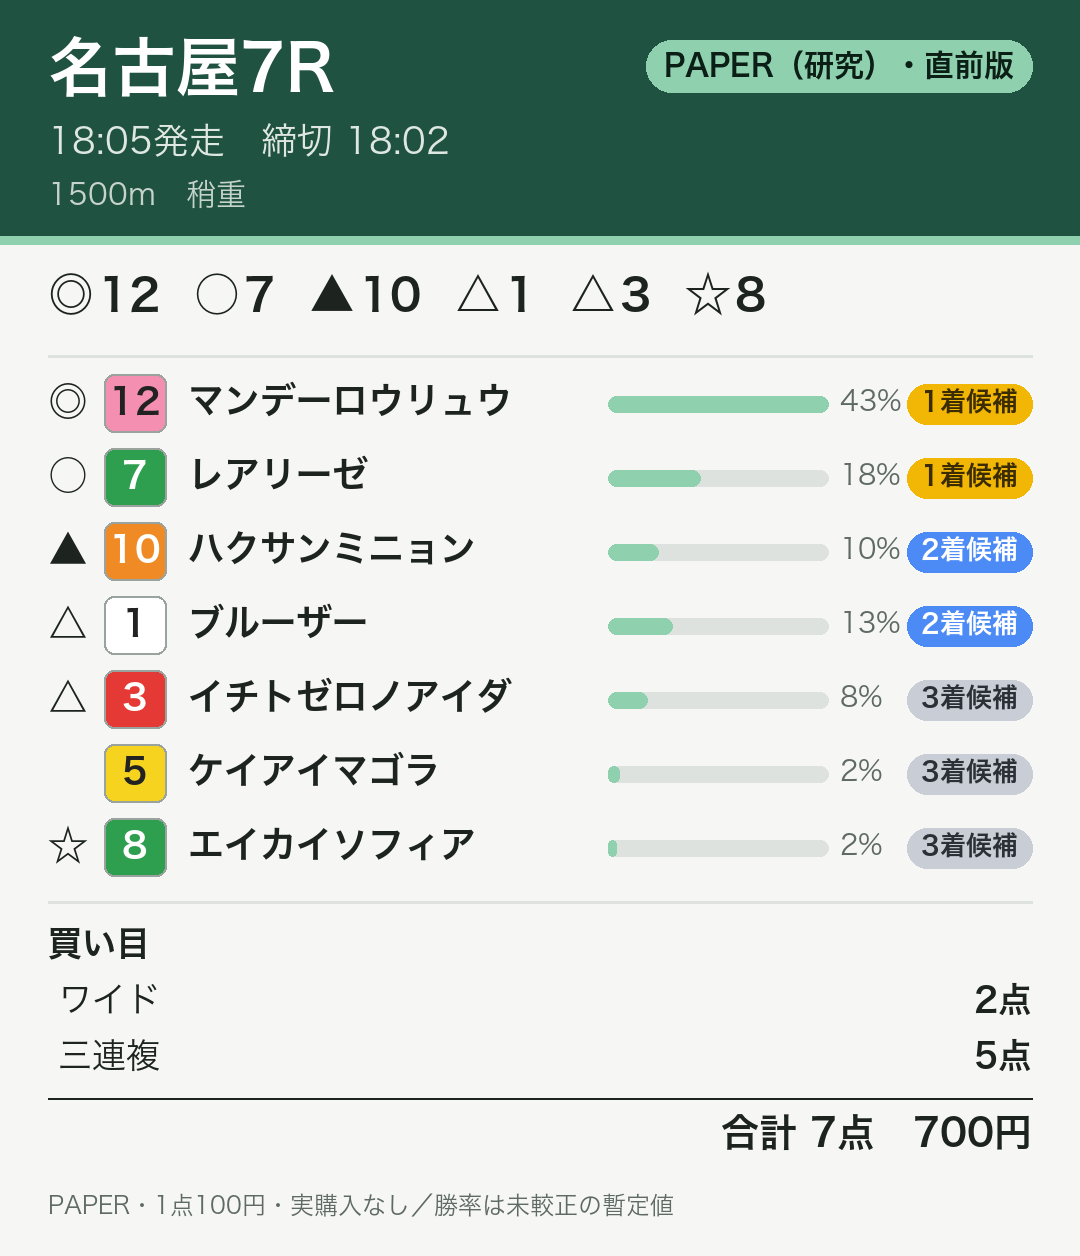 名古屋7R
PAPER（研究）・直前版
18:05発走　締切 18:02
1500m　稍重
◎12 ○7 ▲10 △1 △3 ☆8
◎ 12 マンデーロウリュウ 43% 1着候補
○ 7 レアリーゼ 18% 1着候補
▲ 10 ハクサンミニョン 10% 2着候補
△ 1 ブルーザー 13% 2着候補
△ 3 イチトゼロノアイダ 8% 3着候補
5 ケイアイマゴラ 2% 3着候補
☆ 8 エイカイソフィア 2% 3着候補
買い目
ワイド 2点
三連複 5点
合計 7点　700円
PAPER・1点100円・実購入なし／勝率は未較正の暫定値